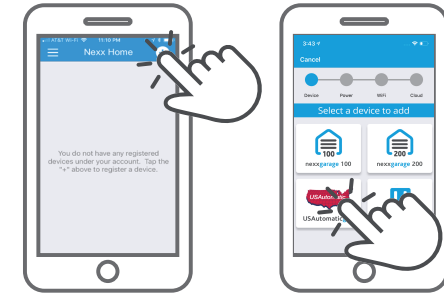 AT&T Wi-Fi 11:10 PM
Nexx Home
You do not have any registered
devices under your account. Tap the
"+" above to register a device.
3:43
Cancel
Device Power WiFi Cloud
Select a device to add
100 200
nexxgarage 100 nexxgarage 200
USAutomatic
USAutomatic